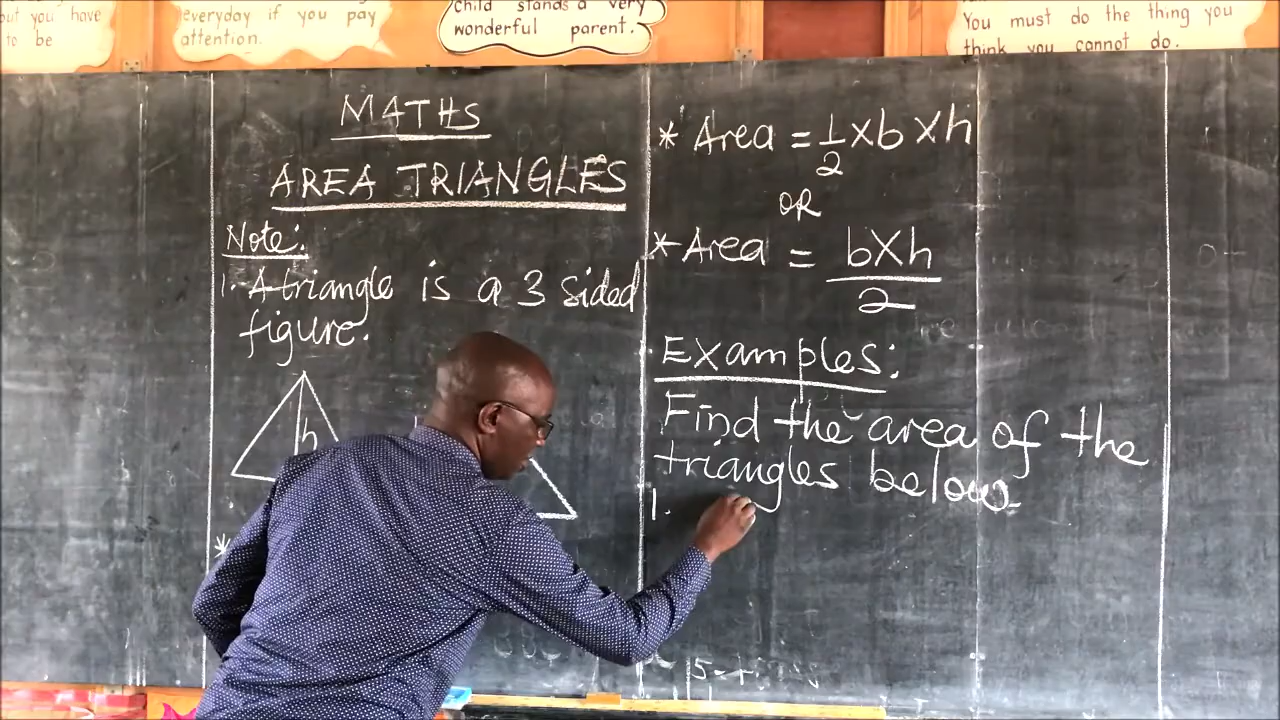 but you have
to be
everyday if you pay
attention.
child stands a very
wonderful parent.
You must do the thing you
think you cannot do.
MATHS
AREA TRIANGLES
Note:
1. A triangle is a 3 sided
figure.
h
*
* Area = 1/2 X b X h
OR
* Area = bXh/2
Examples:
Find the area of the
triangles below.
1.